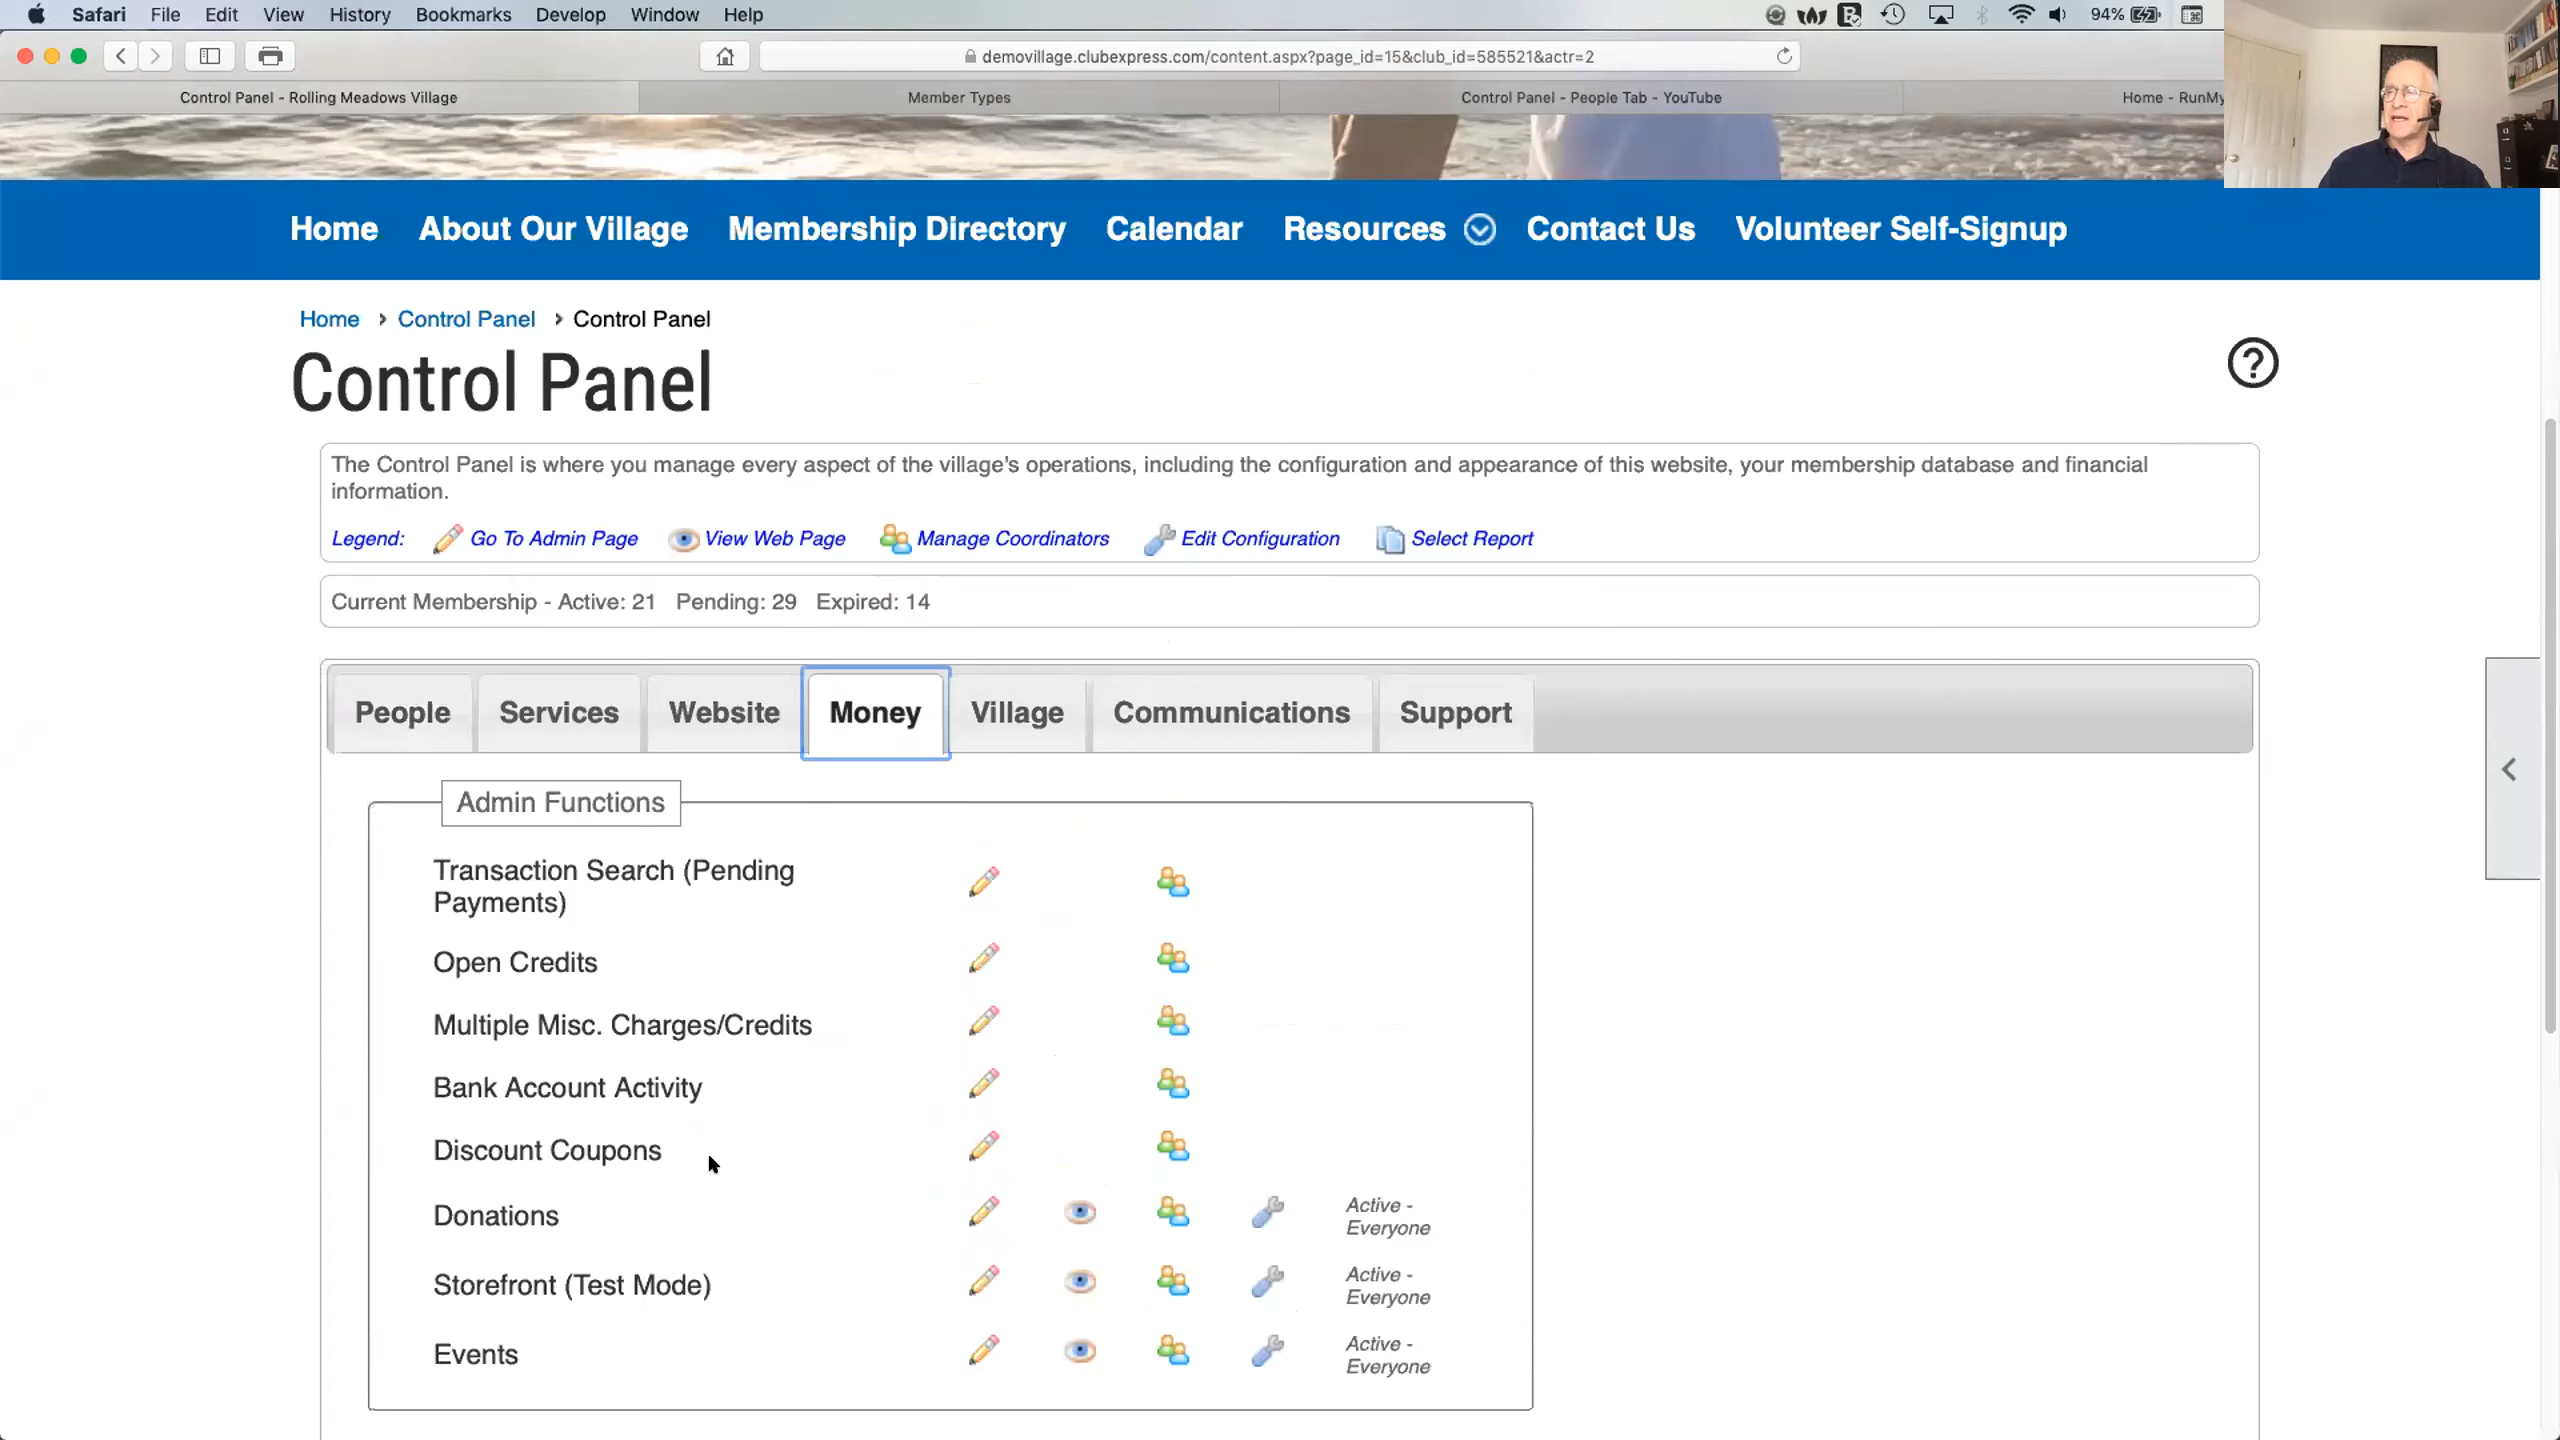 Safari File Edit View History Bookmarks Develop Window Help
94%
demovillage.clubexpress.com/content.aspx?page_id=15&club_id=585521&actr=2
Control Panel - Rolling Meadows Village
Member Types
Control Panel - People Tab - YouTube
Home - RunMy
Home About Our Village Membership Directory Calendar Resources Contact Us Volunteer Self-Signup
Home > Control Panel > Control Panel
Control Panel
The Control Panel is where you manage every aspect of the village's operations, including the configuration and appearance of this website, your membership database and financial
information.
Legend: Go To Admin Page View Web Page Manage Coordinators Edit Configuration Select Report
Current Membership - Active: 21 Pending: 29 Expired: 14
People Services Website Money Village Communications Support
Admin Functions
Transaction Search (Pending
Payments)
Open Credits
Multiple Misc. Charges/Credits
Bank Account Activity
Discount Coupons
Donations
Active -
Everyone
Storefront (Test Mode)
Active -
Everyone
Events
Active -
Everyone